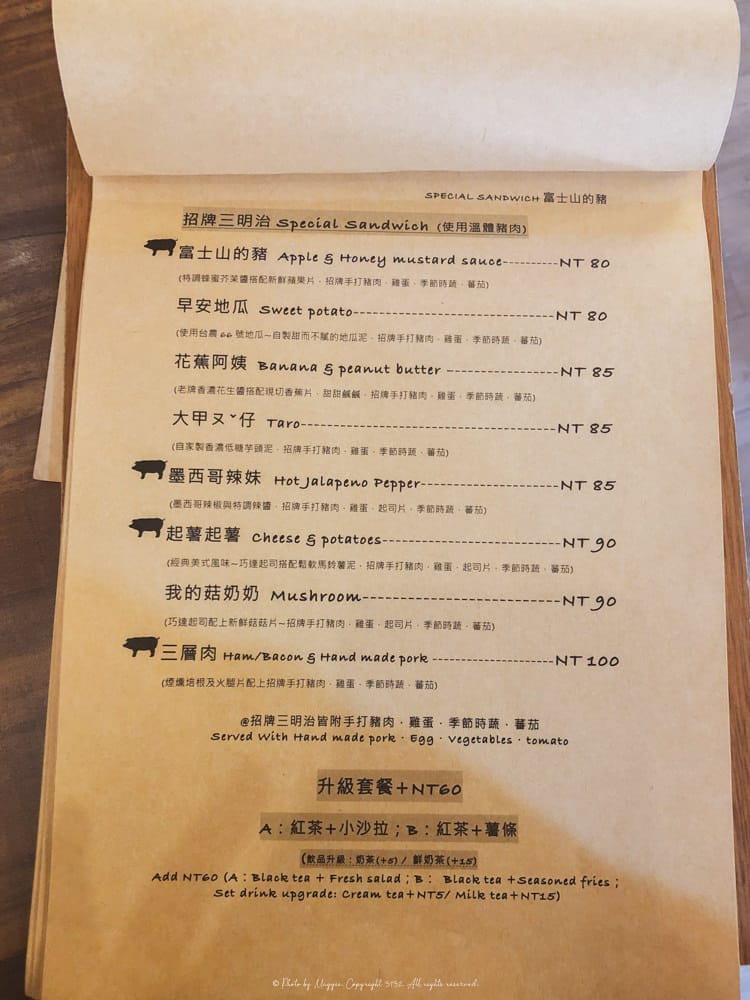 SPECIAL SANDWICH 富士山的豬
招牌三明治 Special Sandwich (使用溫體豬肉)
富士山的豬 Apple & Honey mustard sauce----------NT 80
(特調蜂蜜芥茉醬搭配新鮮蘋果片．招牌手打豬肉．雞蛋．季節時蔬．蕃茄)
早安地瓜 Sweet potato-----------------------------------NT 80
(使用台農66號地瓜~自製甜而不膩的地瓜泥．招牌手打豬肉．雞蛋．季節時蔬．蕃茄)
花蕉阿姨 Banana & peanut butter -------------------NT 85
(老牌香濃花生醬搭配現切香蕉片．甜甜鹹鹹．招牌手打豬肉．雞蛋．季節時蔬．蕃茄)
大甲ㄡˇ仔 Taro--------------------------------------------NT 85
(自家製香濃低糖芋頭泥．招牌手打豬肉．雞蛋．季節時蔬．蕃茄)
墨西哥辣妹 Hot Jalapeno Pepper------------------------NT 85
(墨西哥辣椒與特調辣醬．招牌手打豬肉．雞蛋．起司片．季節時蔬．蕃茄)
起薯起薯 Cheese & potatoes-------------------------------NT 90
(經典美式風味~巧達起司搭配鬆軟馬鈴薯泥．招牌手打豬肉．雞蛋．起司片．季節時蔬．蕃茄)
我的菇奶奶 Mushroom-----------------------------------NT 90
(巧達起司配上新鮮菇菇片~招牌手打豬肉．雞蛋．起司片．季節時蔬．蕃茄)
三層肉 Ham/Bacon & Hand made pork ---------------------NT 100
(煙燻培根及火腿片配上招牌手打豬肉．雞蛋．季節時蔬．蕃茄)
@招牌三明治皆附手打豬肉．雞蛋．季節時蔬．蕃茄
Served With Hand made pork · Egg · Vegetables · tomato
升級套餐+NT60
A：紅茶+小沙拉；B：紅茶+薯條
(飲品升級：奶茶(+5) / 鮮奶茶(+15)
Add NT60 (A：Black tea + Fresh salad；B： Black tea +Seasoned fries；
Set drink upgrade: Cream tea+NT5/ Milk tea+NT15)
© Photo by Maggie. Copyright 5132. All rights reserved.